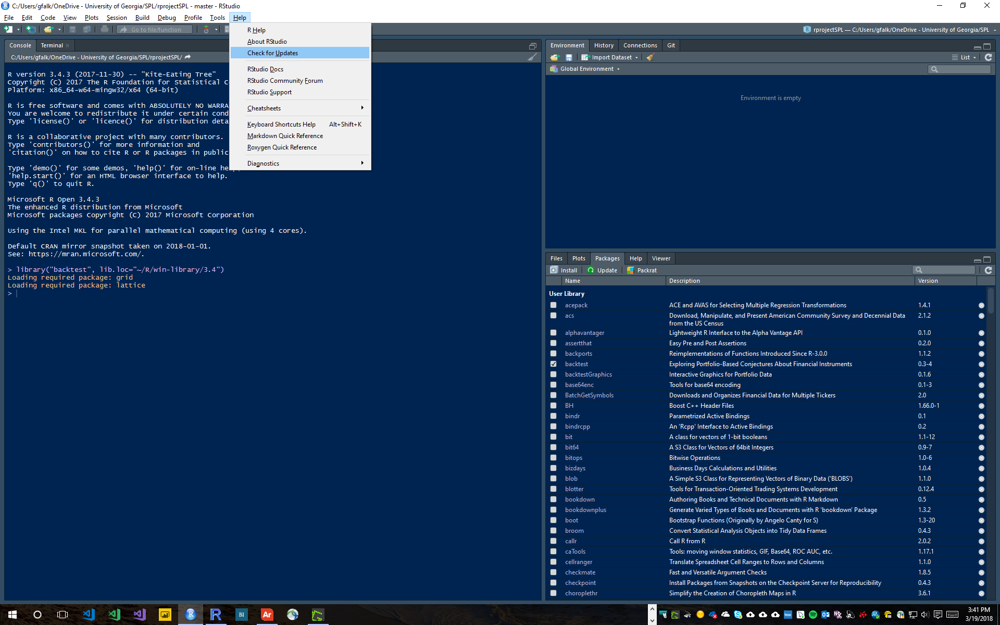 C:/Users/gfalk/OneDrive - University of Georgia/SPL/rprojectSPL - master - RStudio
File Edit Code View Plots Session Build Debug Profile Tools Help
Go to file/function
rprojectSPL — C:/Users/gfalk/OneDrive - University of Georgia/SPL
Console Terminal
C:/Users/gfalk/OneDrive - University of Georgia/SPL/rprojectSPL/
R version 3.4.3 (2017-11-30) -- "Kite-Eating Tree"
Copyright (C) 2017 The R Foundation for Statistical C
Platform: x86_64-w64-mingw32/x64 (64-bit)
R is free software and comes with ABSOLUTELY NO WARRA
You are welcome to redistribute it under certain cond
Type 'license()' or 'licence()' for distribution deta
R is a collaborative project with many contributors.
Type 'contributors()' for more information and
'citation()' on how to cite R or R packages in public
Type 'demo()' for some demos, 'help()' for on-line help,
'help.start()' for an HTML browser interface to help.
Type 'q()' to quit R.
Microsoft R Open 3.4.3
The enhanced R distribution from Microsoft
Microsoft packages Copyright (C) 2017 Microsoft Corporation
Using the Intel MKL for parallel mathematical computing (using 4 cores).
Default CRAN mirror snapshot taken on 2018-01-01.
See: https://mran.microsoft.com/.
> library("backtest", lib.loc="~/R/win-library/3.4")
Loading required package: grid
Loading required package: lattice
>
R Help
About RStudio
Check for Updates
RStudio Docs
RStudio Community Forum
RStudio Support
Cheatsheets
Keyboard Shortcuts Help Alt+Shift+K
Markdown Quick Reference
Roxygen Quick Reference
Diagnostics
Environment History Connections Git
Import Dataset List
Global Environment
Environment is empty
Files Plots Packages Help Viewer
Install Update Packrat
Name Description Version
User Library
acepack ACE and AVAS for Selecting Multiple Regression Transformations 1.4.1
acs Download, Manipulate, and Present American Community Survey and Decennial Data 2.1.2
from the US Census
alphavantager Lightweight R Interface to the Alpha Vantage API 0.1.0
assertthat Easy Pre and Post Assertions 0.2.0
backports Reimplementations of Functions Introduced Since R-3.0.0 1.1.2
backtest Exploring Portfolio-Based Conjectures About Financial Instruments 0.3-4
backtestGraphics Interactive Graphics for Portfolio Data 0.1.6
base64enc Tools for base64 encoding 0.1-3
BatchGetSymbols Downloads and Organizes Financial Data for Multiple Tickers 2.0
BH Boost C++ Header Files 1.66.0-1
bindr Parametrized Active Bindings 0.1
bindrcpp An 'Rcpp' Interface to Active Bindings 0.2
bit A class for vectors of 1-bit booleans 1.1-12
bit64 A S3 Class for Vectors of 64bit Integers 0.9-7
bitops Bitwise Operations 1.0-6
bizdays Business Days Calculations and Utilities 1.0.4
blob A Simple S3 Class for Representing Vectors of Binary Data ('BLOBS') 1.1.0
blotter Tools for Transaction-Oriented Trading Systems Development 0.12.4
bookdown Authoring Books and Technical Documents with R Markdown 0.5
bookdownplus Generate Varied Types of Books and Documents with R 'bookdown' Package 1.3.2
boot Bootstrap Functions (Originally by Angelo Canty for S) 1.3-20
broom Convert Statistical Analysis Objects into Tidy Data Frames 0.4.3
callr Call R from R 2.0.2
caTools Tools: moving window statistics, GIF, Base64, ROC AUC, etc. 1.17.1
cellranger Translate Spreadsheet Cell Ranges to Rows and Columns 1.1.0
checkmate Fast and Versatile Argument Checks 1.8.5
checkpoint Install Packages from Snapshots on the Checkpoint Server for Reproducibility 0.4.3
choroplethr Simplify the Creation of Choropleth Maps in R 3.6.1
R R BI Ar
box
3:41 PM
3/19/2018